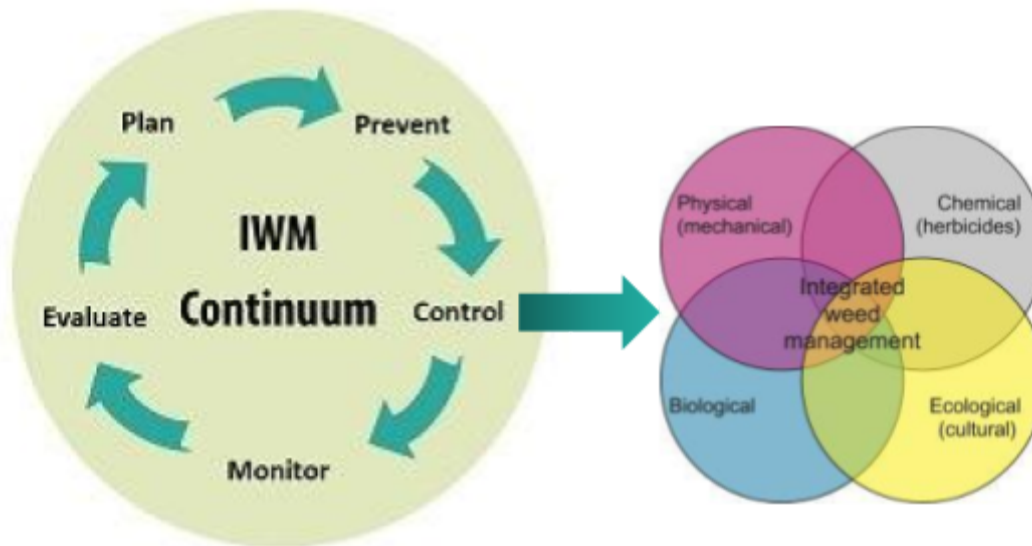 Plan
Prevent
IWM
Continuum
Control
Evaluate
Monitor
Physical
(mechanical)
Chemical
(herbicides)
Integrated
weed
management
Biological
Ecological
(cultural)